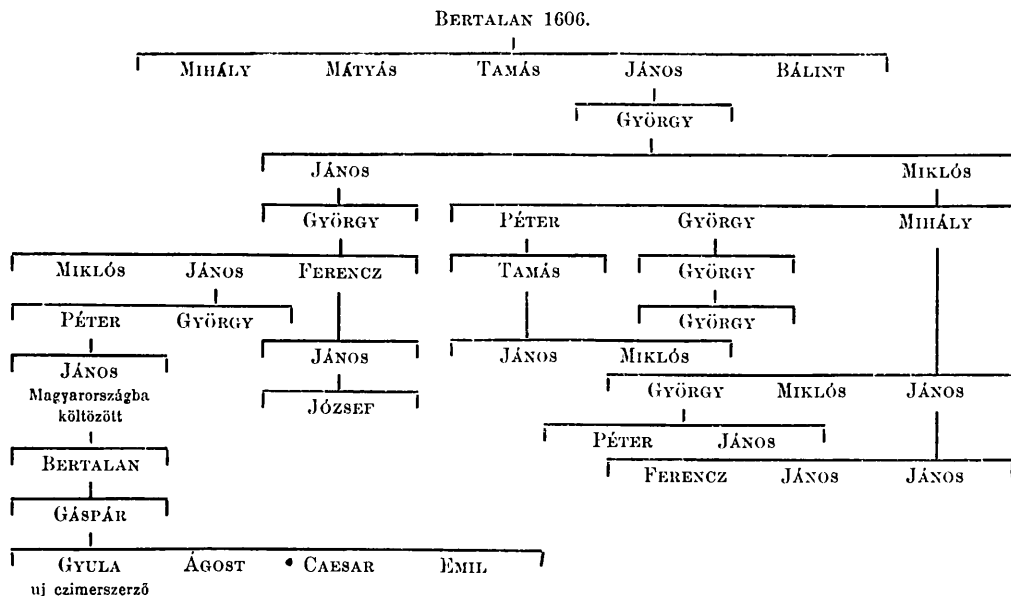 BERTALAN 1606.
MIHÁLY MÁTYÁS TAMÁS JÁNOS BÁLINT
GYÖRGY
JÁNOS MIKLÓS
GYÖRGY PÉTER GYÖRGY MIHÁLY
MIKLÓS JÁNOS FERENCZ TAMÁS GYÖRGY
PÉTER GYÖRGY GYÖRGY
JÁNOS JÁNOS JÁNOS MIKLÓS
Magyarországba GYÖRGY MIKLÓS JÁNOS
költözött JÓZSEF
PÉTER JÁNOS
BERTALAN FERENCZ JÁNOS JÁNOS
GÁSPÁR
GYULA ÁGOST CAESAR EMIL
uj czimerszerző